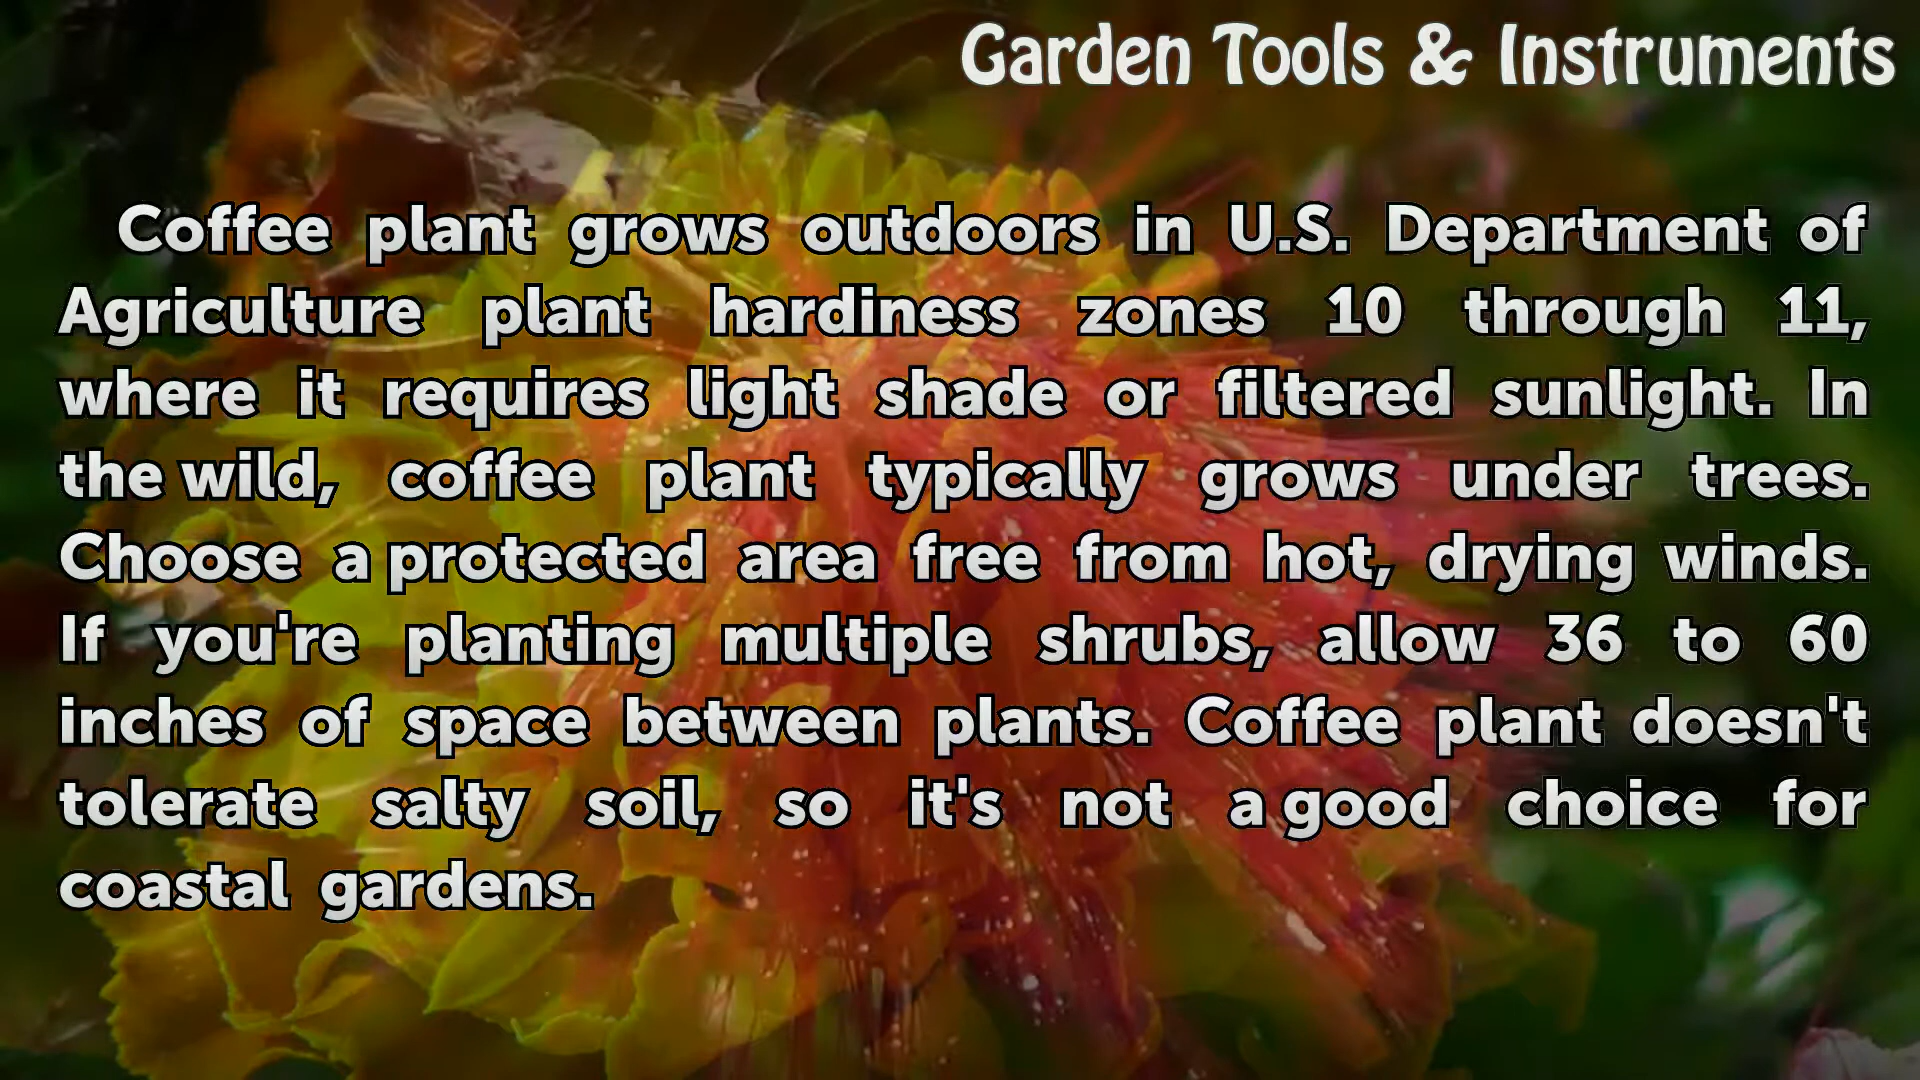 Garden Tools & Instruments
Coffee plant grows outdoors in U.S. Department of
Agriculture plant hardiness zones 10 through 11,
where it requires light shade or filtered sunlight. In
the wild, coffee plant typically grows under trees.
Choose a protected area free from hot, drying winds.
If you're planting multiple shrubs, allow 36 to 60
inches of space between plants. Coffee plant doesn't
tolerate salty soil, so it's not a good choice for
coastal gardens.